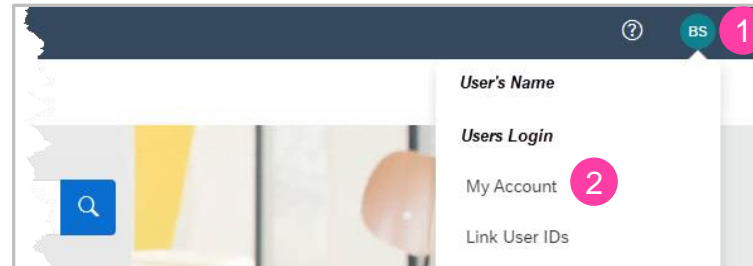 BS 1
User's Name
Users Login
My Account 2
Link User IDs